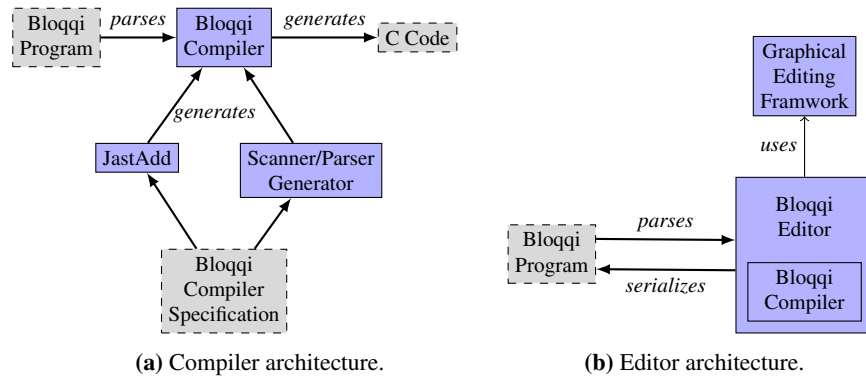 Bloqqi
Program
parses
Bloqqi
Compiler
generates
C Code
generates
JastAdd
Scanner/Parser
Generator
Bloqqi
Compiler
Specification
(a) Compiler architecture.
Graphical
Editing
Framwork
uses
Bloqqi
Editor
parses
Bloqqi
Program
serializes
Bloqqi
Compiler
(b) Editor architecture.